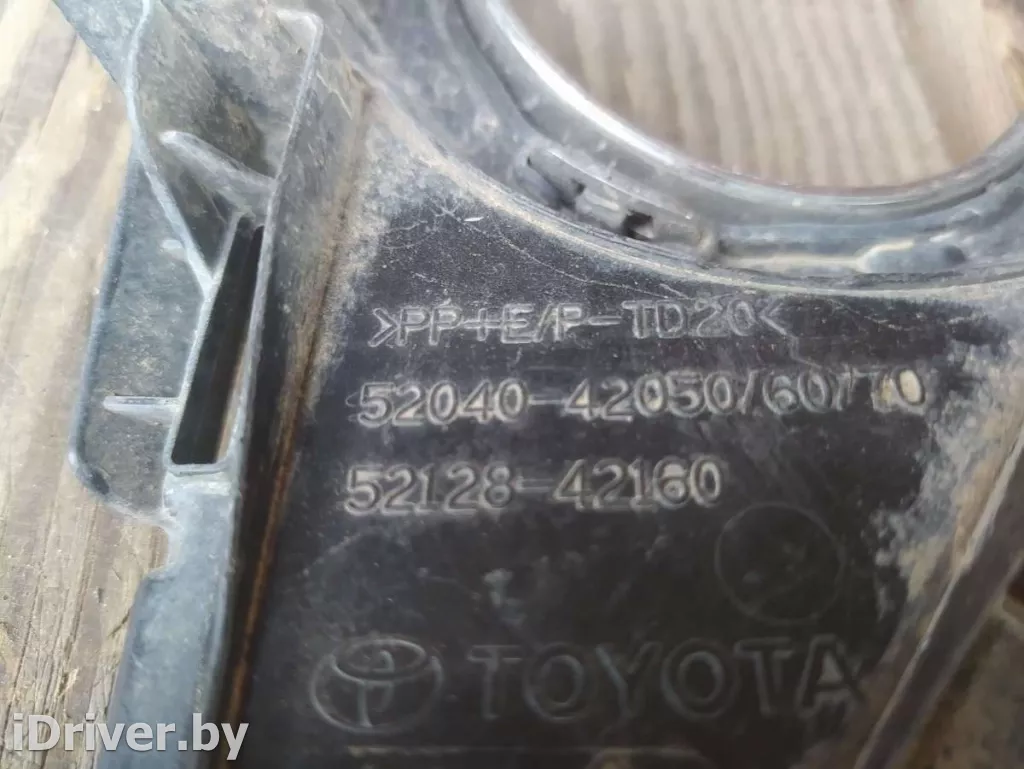 >PP+E/P-TD20<
52040-42050/60/70
52128-42160
TOYOTA
iDriver.by